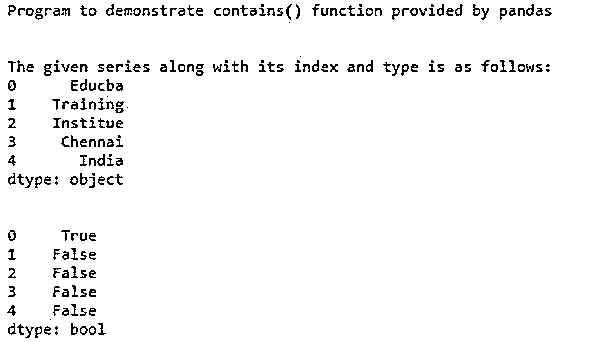 Program to demonstrate contains() function provided by pandas
The given series along with its index and type is as follows:
0 Educba
1 Training
2 Institue
3 Chennai
4 India
dtype: object
0 True
1 False
2 False
3 False
4 False
dtype: bool